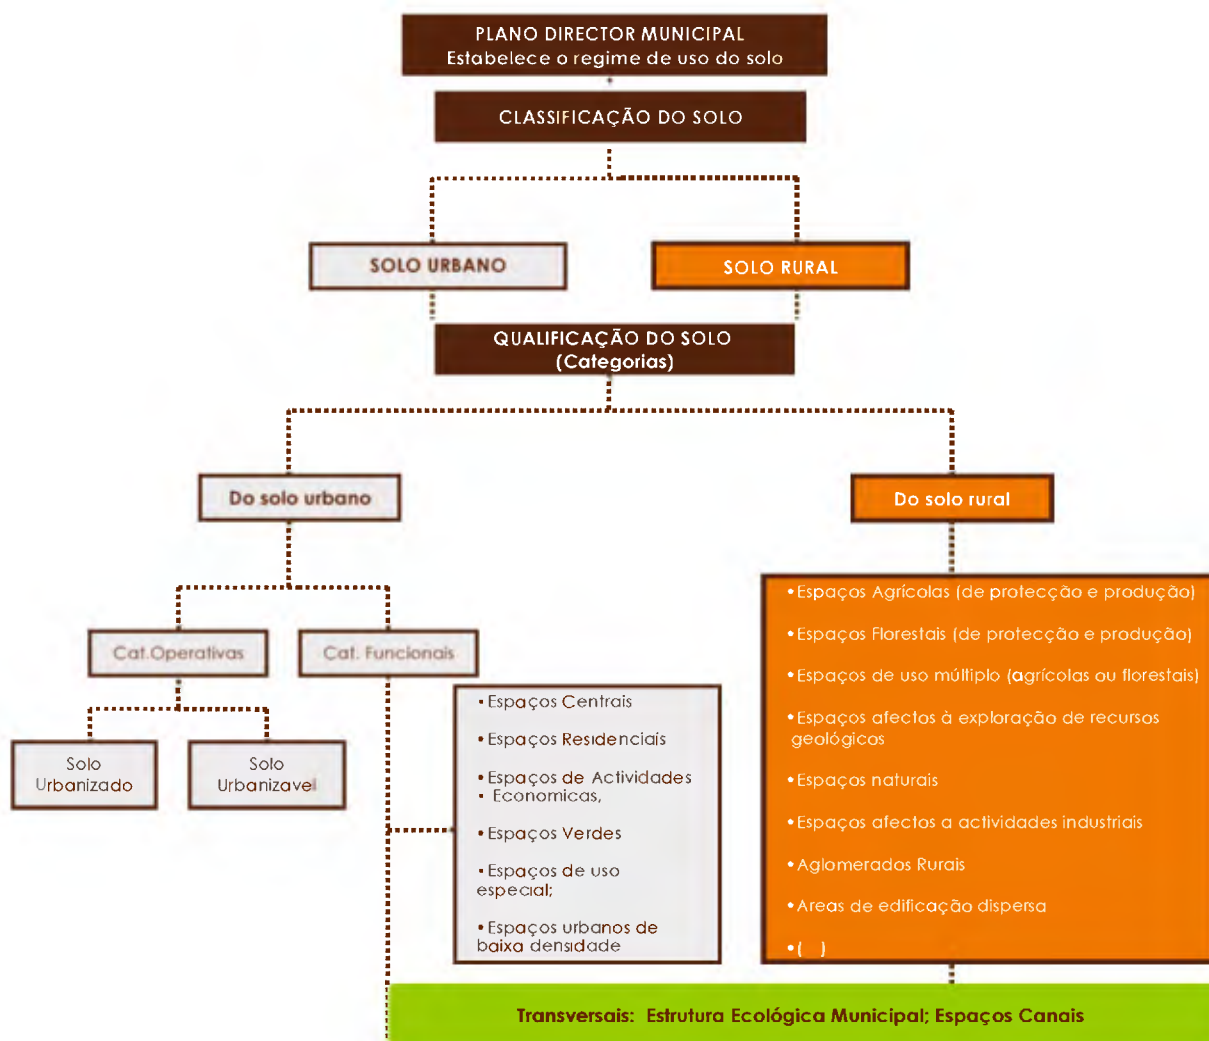 PLANO DIRECTOR MUNICIPAL
Estabelece o regime de uso do solo
CLASSIFICAÇÃO DO SOLO
SOLO URBANO
SOLO RURAL
QUALIFICAÇÃO DO SOLO
(Categorias)
Do solo urbano
Do solo rural
Cat.Operativas
Cat. Funcionais
Solo
Urbanizado
Solo
Urbanizavel
• Espaços Centrais
• Espaços Residenciais
• Espaços de Actividades
• Economicas,
• Espaços Verdes
• Espaços de uso
especial;
• Espaços urbanos de
baixa densidade
• Espaços Agrícolas (de protecção e produção)
• Espaços Florestais (de protecção e produção)
• Espaços de uso múltiplo (agrícolas ou florestais)
• Espaços afectos à exploração de recursos
geológicos
• Espaços naturais
• Espaços afectos a actividades industriais
• Aglomerados Rurais
• Areas de edificação dispersa
• ( )
Transversais: Estrutura Ecológica Municipal; Espaços Canais